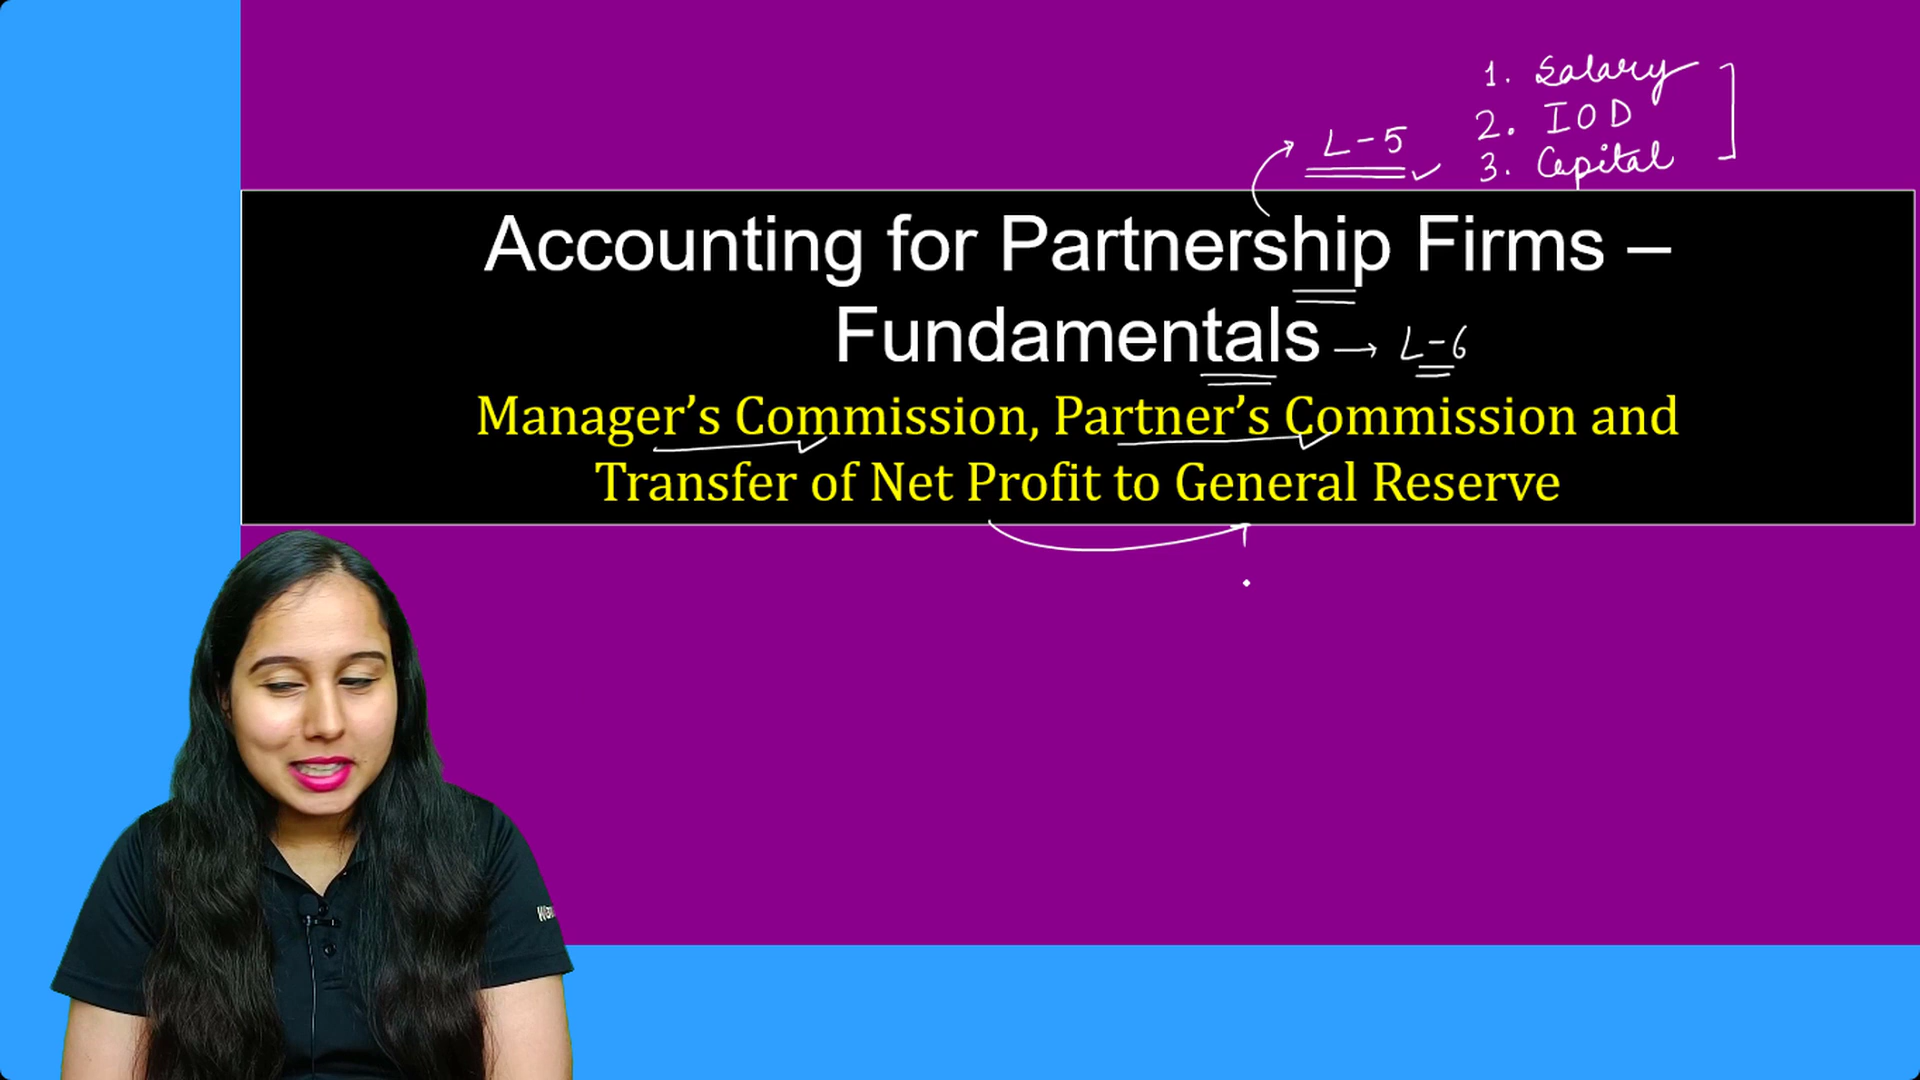 1. Salary
2. IOD
L-5
3. Capital
Accounting for Partnership Firms –
Fundamentals → L-6
Manager’s Commission, Partner’s Commission and
Transfer of Net Profit to General Reserve